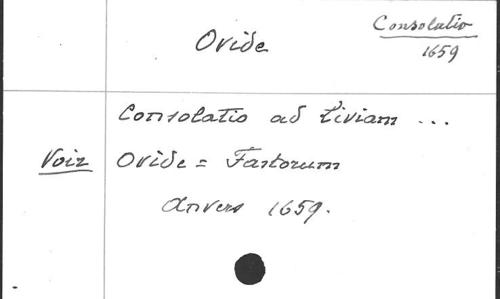 Ovide
Consolatio
1659
Consolatio ad Liviam ...
Voir Ovide = Fastorum
Anvers 1659.